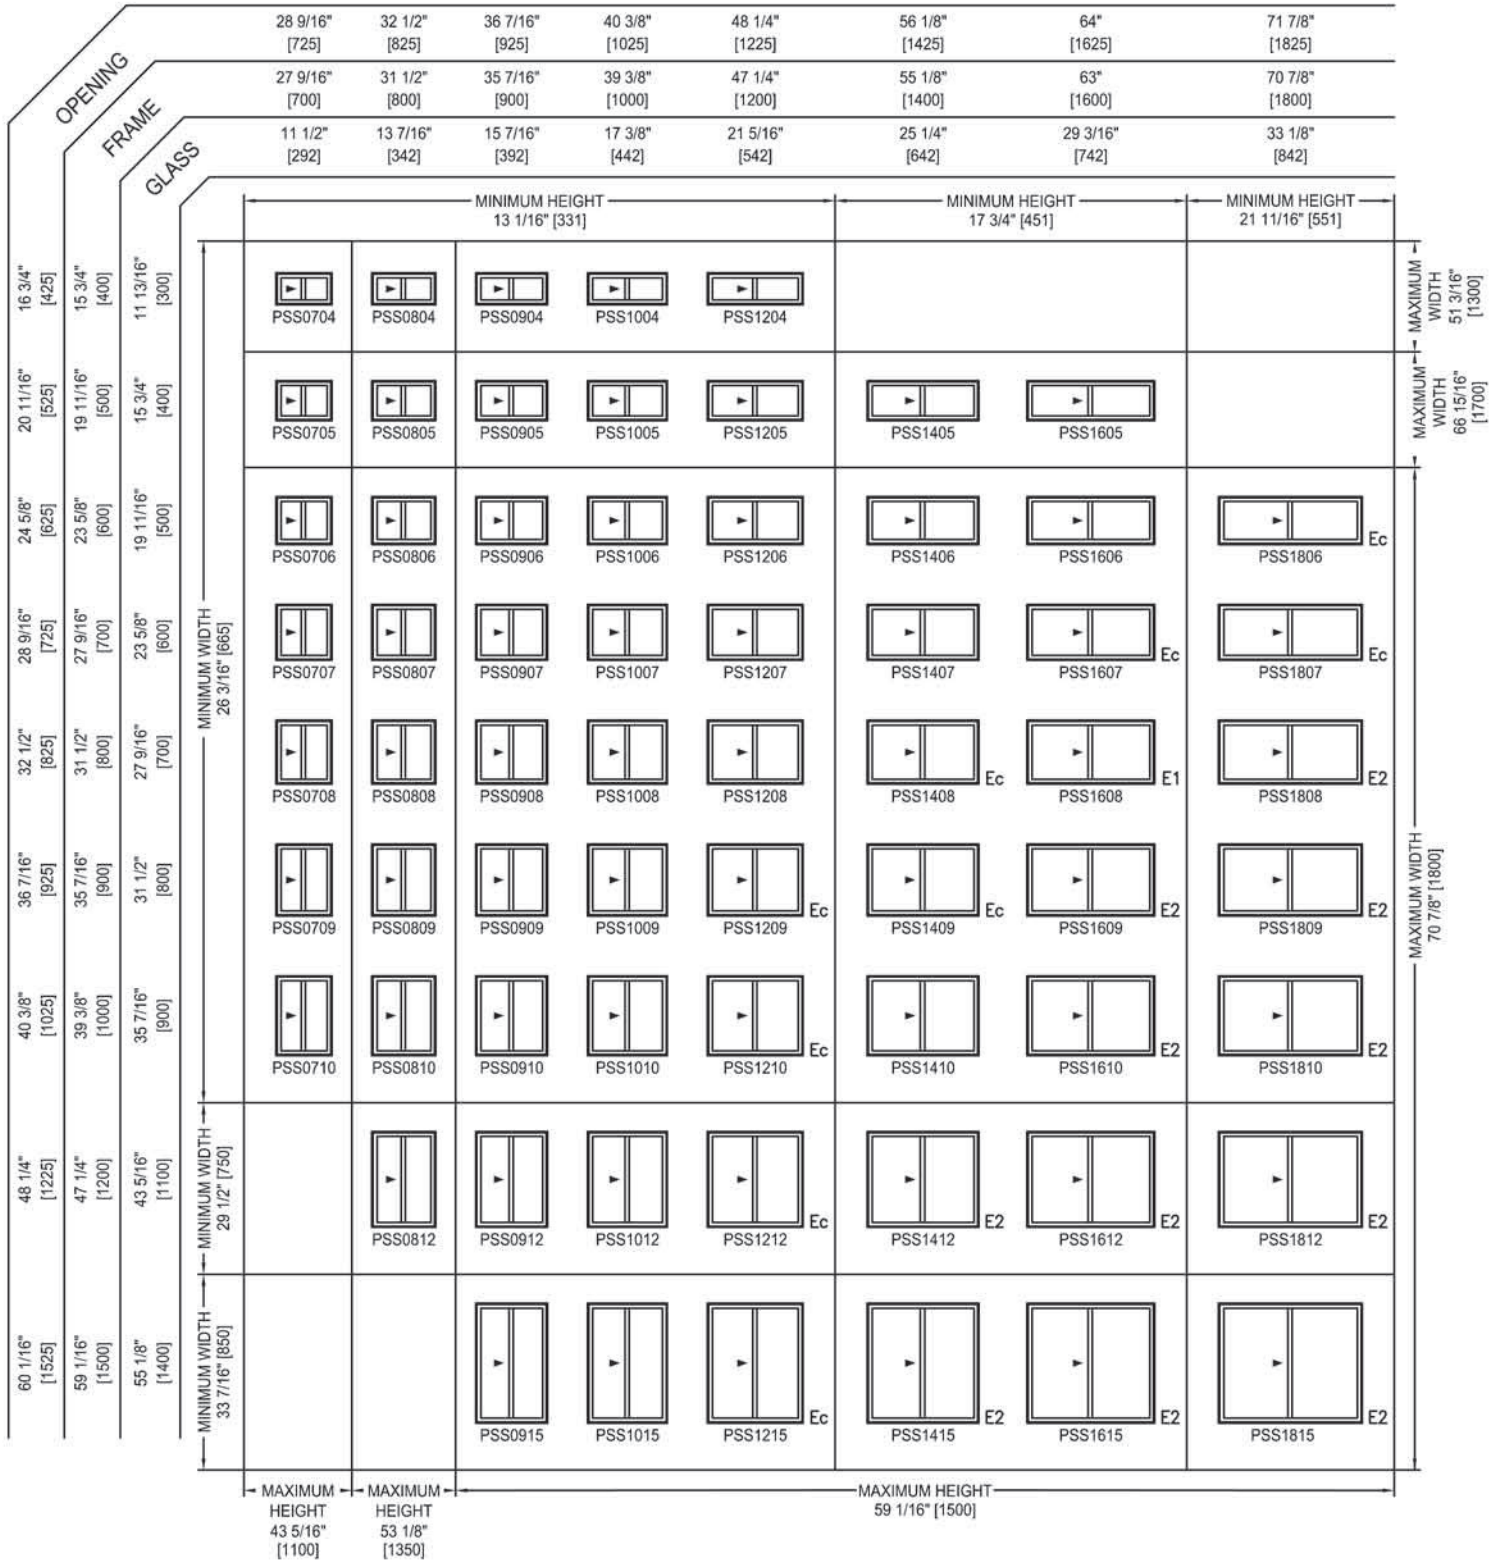 28 9/16" 32 1/2" 36 7/16" 40 3/8" 48 1/4" 56 1/8" 64" 71 7/8"
[725] [825] [925] [1025] [1225] [1425] [1625] [1825]
OPENING
27 9/16" 31 1/2" 35 7/16" 39 3/8" 47 1/4" 55 1/8" 63" 70 7/8"
[700] [800] [900] [1000] [1200] [1400] [1600] [1800]
FRAME
11 1/2" 13 7/16" 15 7/16" 17 3/8" 21 5/16" 25 1/4" 29 3/16" 33 1/8"
[292] [342] [392] [442] [542] [642] [742] [842]
GLASS
MINIMUM HEIGHT MINIMUM HEIGHT MINIMUM HEIGHT
13 1/16" [331] 17 3/4" [451] 21 11/16" [551]
16 3/4" 15 3/4" 11 13/16"
[425] [400] [300]
PSS0704 PSS0804 PSS0904 PSS1004 PSS1204
MAXIMUM
WIDTH
51 3/16"
[1300]
20 11/16" 19 11/16" 15 3/4"
[525] [500] [400]
PSS0705 PSS0805 PSS0905 PSS1005 PSS1205 PSS1405 PSS1605
MAXIMUM
WIDTH
66 15/16"
[1700]
24 5/8" 23 5/8" 19 11/16"
[625] [600] [500]
Ec
PSS0706 PSS0806 PSS0906 PSS1006 PSS1206 PSS1406 PSS1606 PSS1806
28 9/16" 27 9/16" 23 5/8"
[725] [700] [600]
MINIMUM WIDTH
26 3/16" [665]
Ec Ec
PSS0707 PSS0807 PSS0907 PSS1007 PSS1207 PSS1407 PSS1607 PSS1807
32 1/2" 31 1/2" 27 9/16"
[825] [800] [700]
Ec E1 E2
PSS0708 PSS0808 PSS0908 PSS1008 PSS1208 PSS1408 PSS1608 PSS1808
36 7/16" 35 7/16" 31 1/2"
[925] [900] [800]
MAXIMUM WIDTH
70 7/8" [1800]
Ec Ec E2 E2
PSS0709 PSS0809 PSS0909 PSS1009 PSS1209 PSS1409 PSS1609 PSS1809
40 3/8" 39 3/8" 35 7/16"
[1025] [1000] [900]
Ec E2 E2
PSS0710 PSS0810 PSS0910 PSS1010 PSS1210 PSS1410 PSS1610 PSS1810
48 1/4" 47 1/4" 43 5/16"
[1225] [1200] [1100]
MINIMUM WIDTH
29 1/2" [750]
Ec E2 E2 E2
PSS0812 PSS0912 PSS1012 PSS1212 PSS1412 PSS1612 PSS1812
60 1/16" 59 1/16" 55 1/8"
[1525] [1500] [1400]
MINIMUM WIDTH
33 7/16" [850]
Ec E2 E2 E2
PSS0915 PSS1015 PSS1215 PSS1415 PSS1615 PSS1815
MAXIMUM MAXIMUM MAXIMUM HEIGHT
HEIGHT HEIGHT 59 1/16" [1500]
43 5/16" 53 1/8"
[1100] [1350]